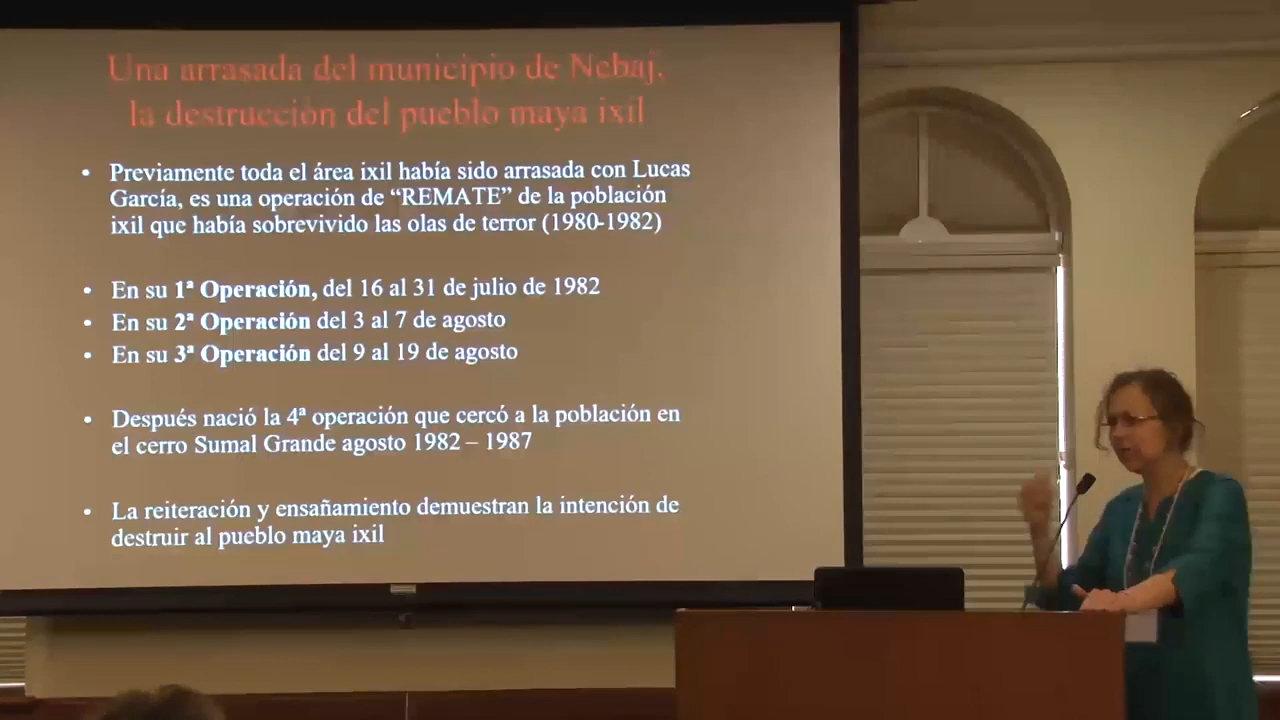 Una arrasada del municipio de Nebaj,
la destrucción del pueblo maya ixil
• Previamente toda el área ixil había sido arrasada con Lucas
García, es una operación de “REMATE” de la población
ixil que había sobrevivido las olas de terror (1980-1982)
• En su 1ª Operación, del 16 al 31 de julio de 1982
• En su 2ª Operación del 3 al 7 de agosto
• En su 3ª Operación del 9 al 19 de agosto
• Después nació la 4ª operación que cercó a la población en
el cerro Sumal Grande agosto 1982 – 1987
• La reiteración y ensañamiento demuestran la intención de
destruir al pueblo maya ixil